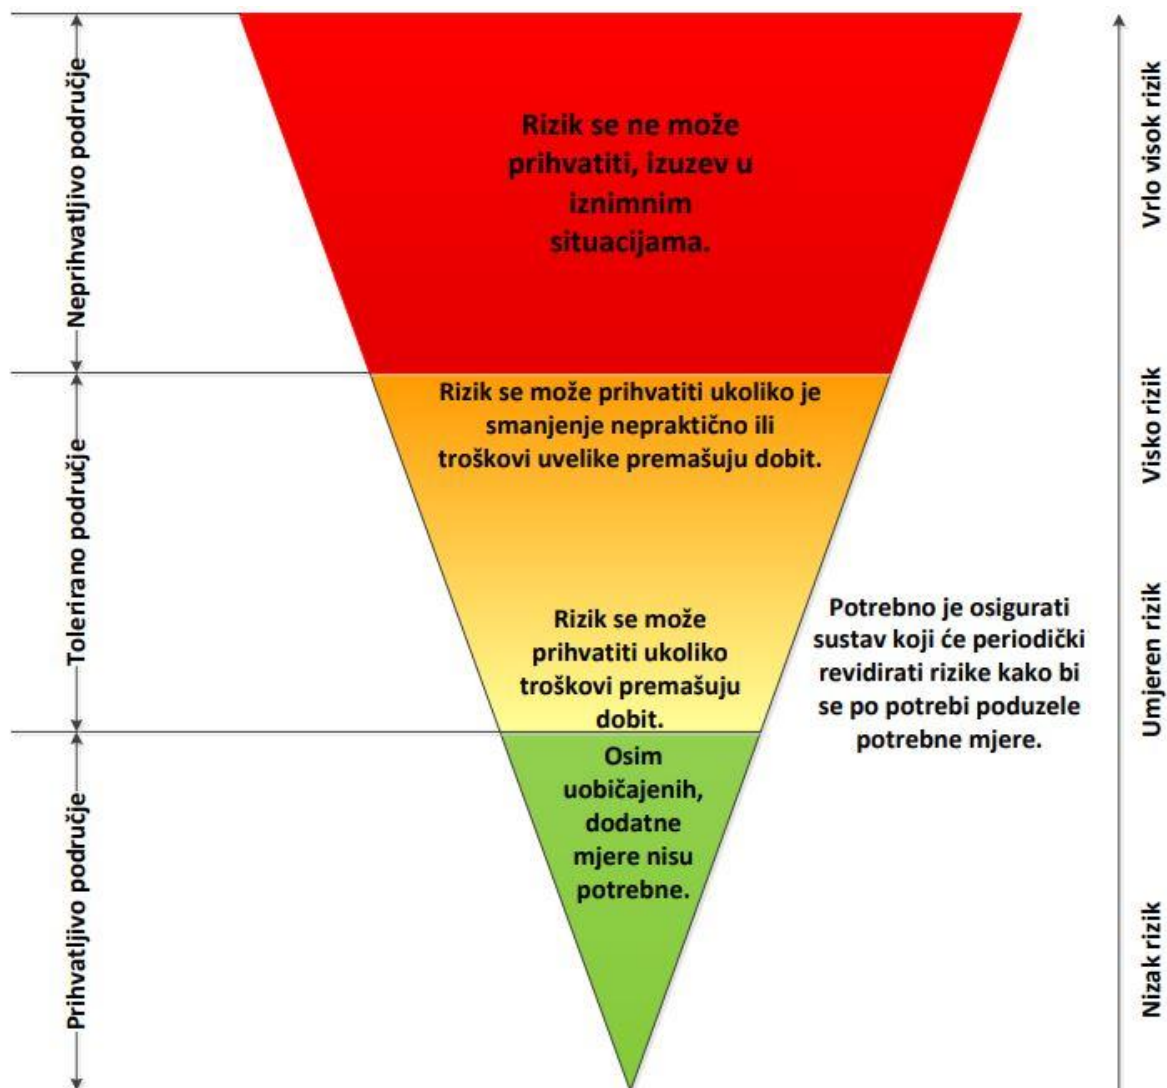 Neprihvatljivo područje
Rizik se ne može
prihvatiti, izuzev u
iznimnim
situacijama.
Vrlo visok rizik
Tolerirano područje
Rizik se može prihvatiti ukoliko je
smanjenje nepraktično ili
troškovi uvelike premašuju dobit.
Visko rizik
Rizik se može
prihvatiti ukoliko
troškovi premašuju
dobit.
Potrebno je osigurati
sustav koji će periodički
revidirati rizike kako bi
se po potrebi poduzele
potrebne mjere.
Umjeren rizik
Prihvatljivo područje
Osim
uobičajenih,
dodatne
mjere nisu
potrebne.
Nizak rizik